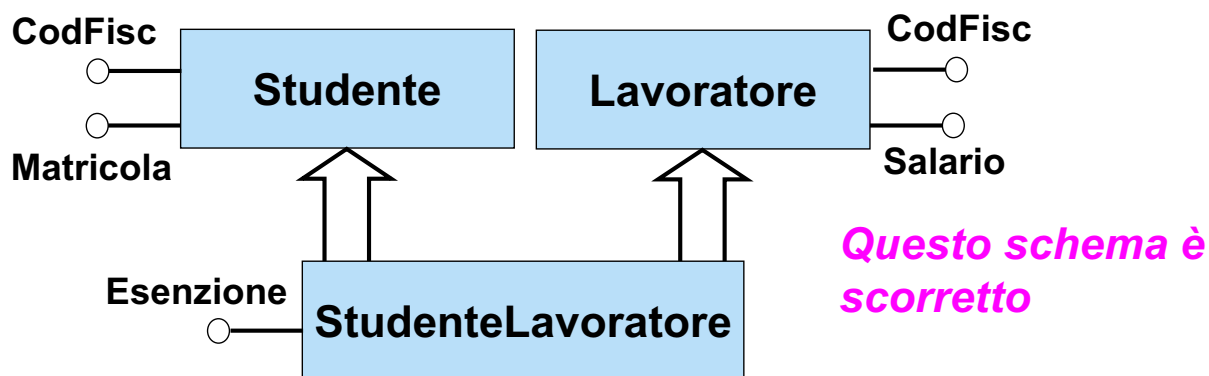 CodFisc
Studente
Matricola
CodFisc
Lavoratore
Salario
Esenzione
StudenteLavoratore
Questo schema è
scorretto